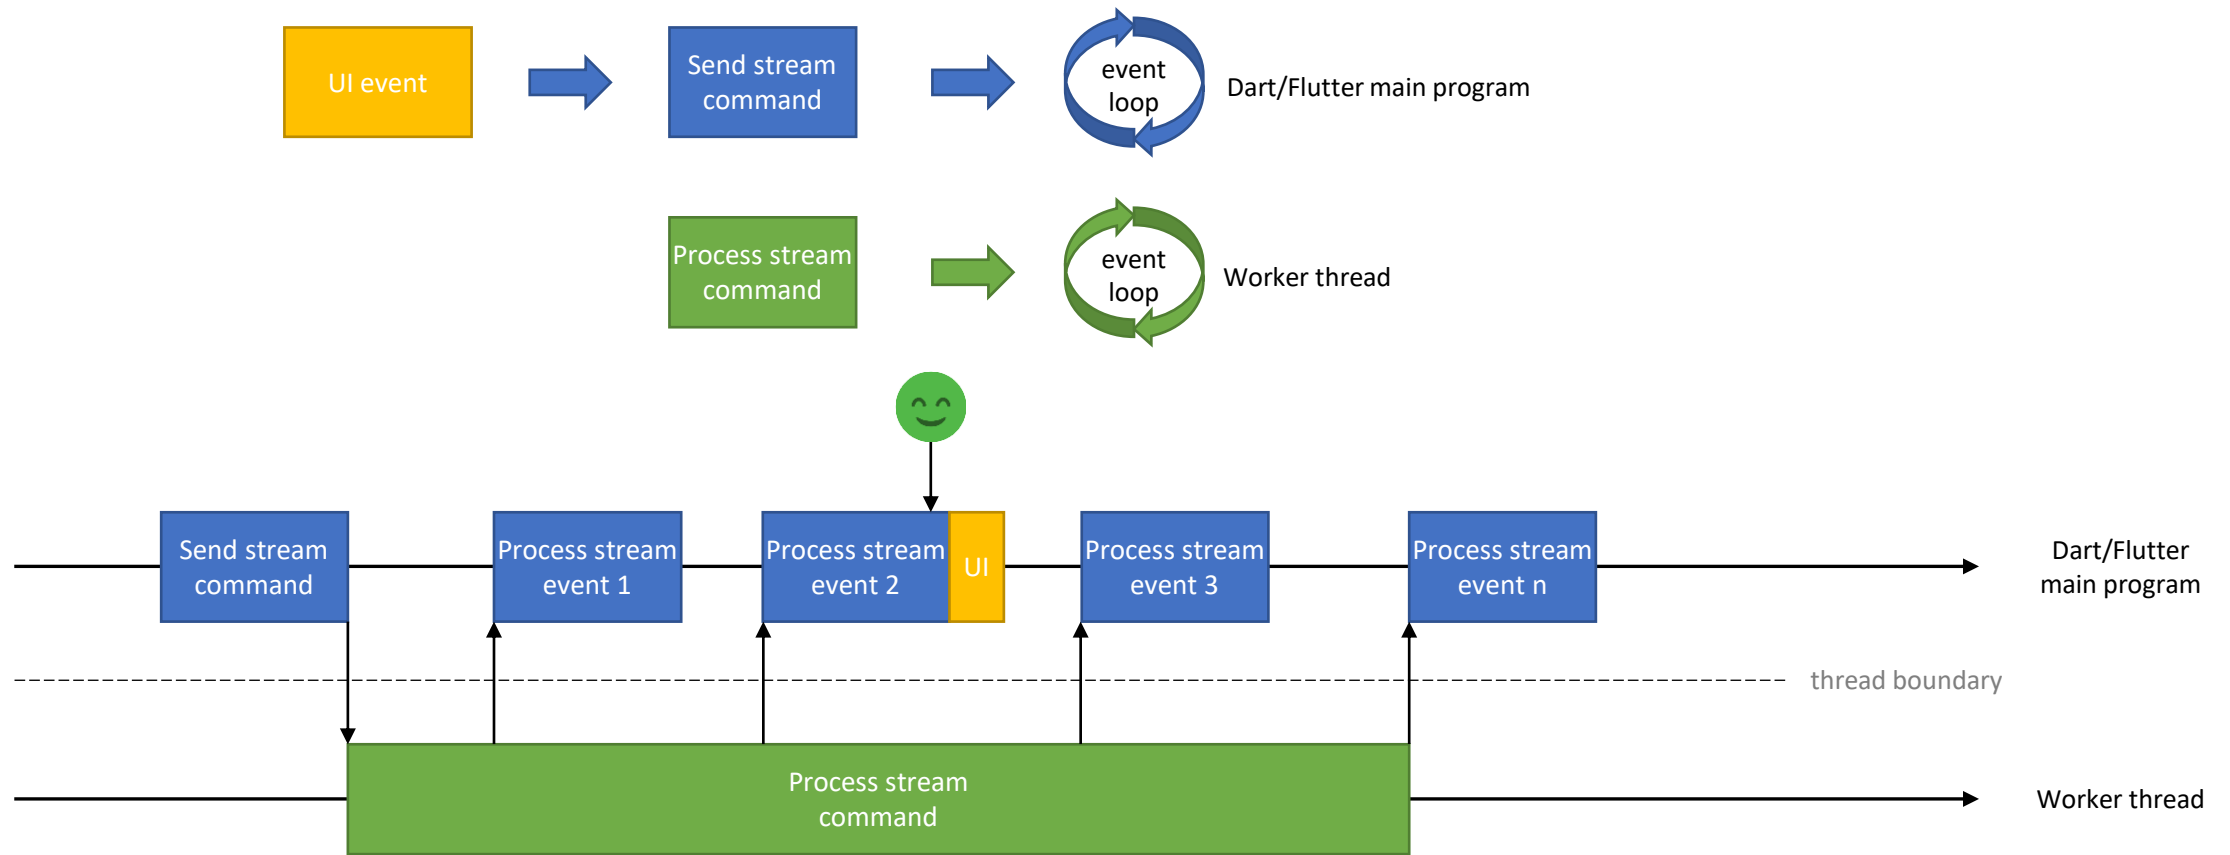 UI event
Send stream
command
event
loop
Dart/Flutter main program
Process stream
command
event
loop
Worker thread
Send stream
command
Process stream
event 1
Process stream
event 2
UI
Process stream
event 3
Process stream
event n
Dart/Flutter
main program
thread boundary
Process stream
command
Worker thread